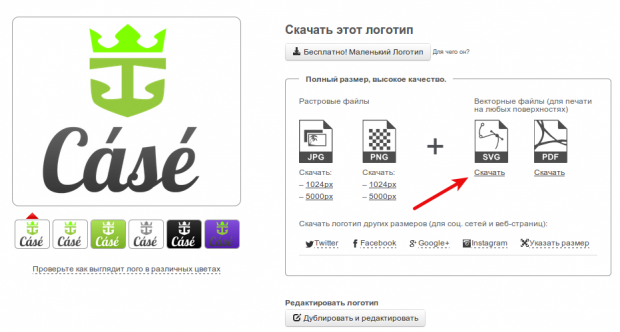 Cásé
Cásé
Cásé
Cásé
Cásé
Cásé
Cásé
Проверьте как выглядит лого в различных цветах
Скачать этот логотип
Бесплатно! Маленький Логотип Для чего он?
Полный размер, высокое качество.
Растровые файлы
JPG
PNG
Скачать:
– 1024px
– 5000px
Скачать:
– 1024px
– 5000px
+
Векторные файлы (для печати
на любых поверхностях)
SVG
PDF
Скачать
Скачать
Скачать логотип других размеров (для соц. сетей и веб-страниц):
Twitter Facebook Google+ Instagram Указать размер
Редактировать логотип
Дублировать и редактировать